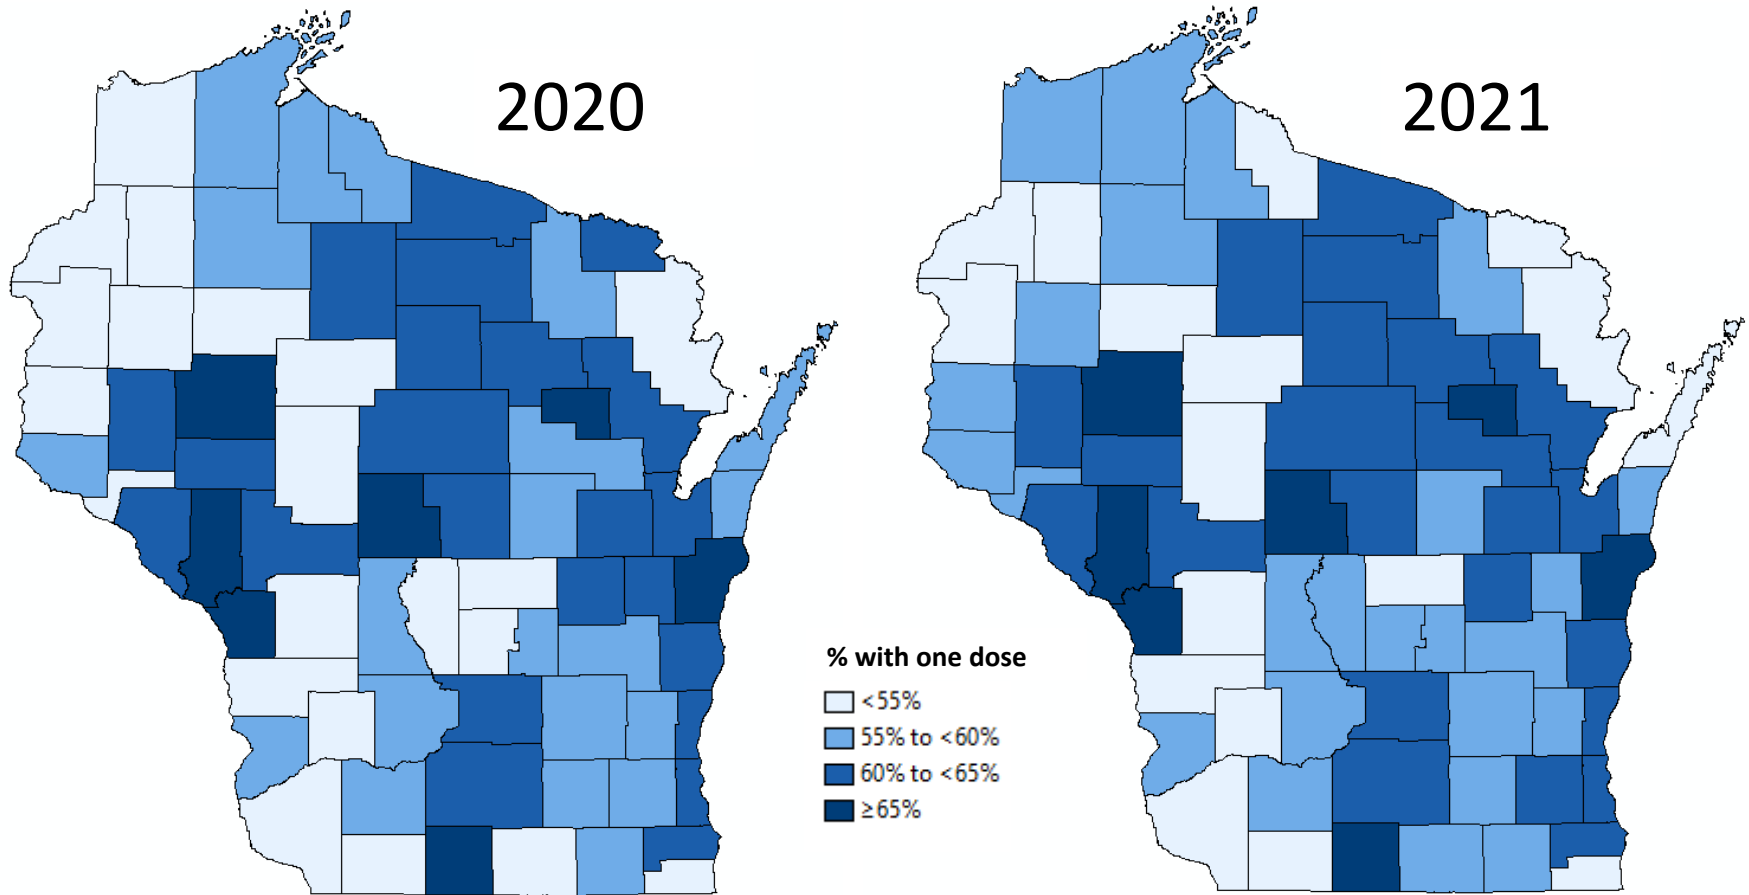 2020
2021
% with one dose
<55%
55% to <60%
60% to <65%
≥65%